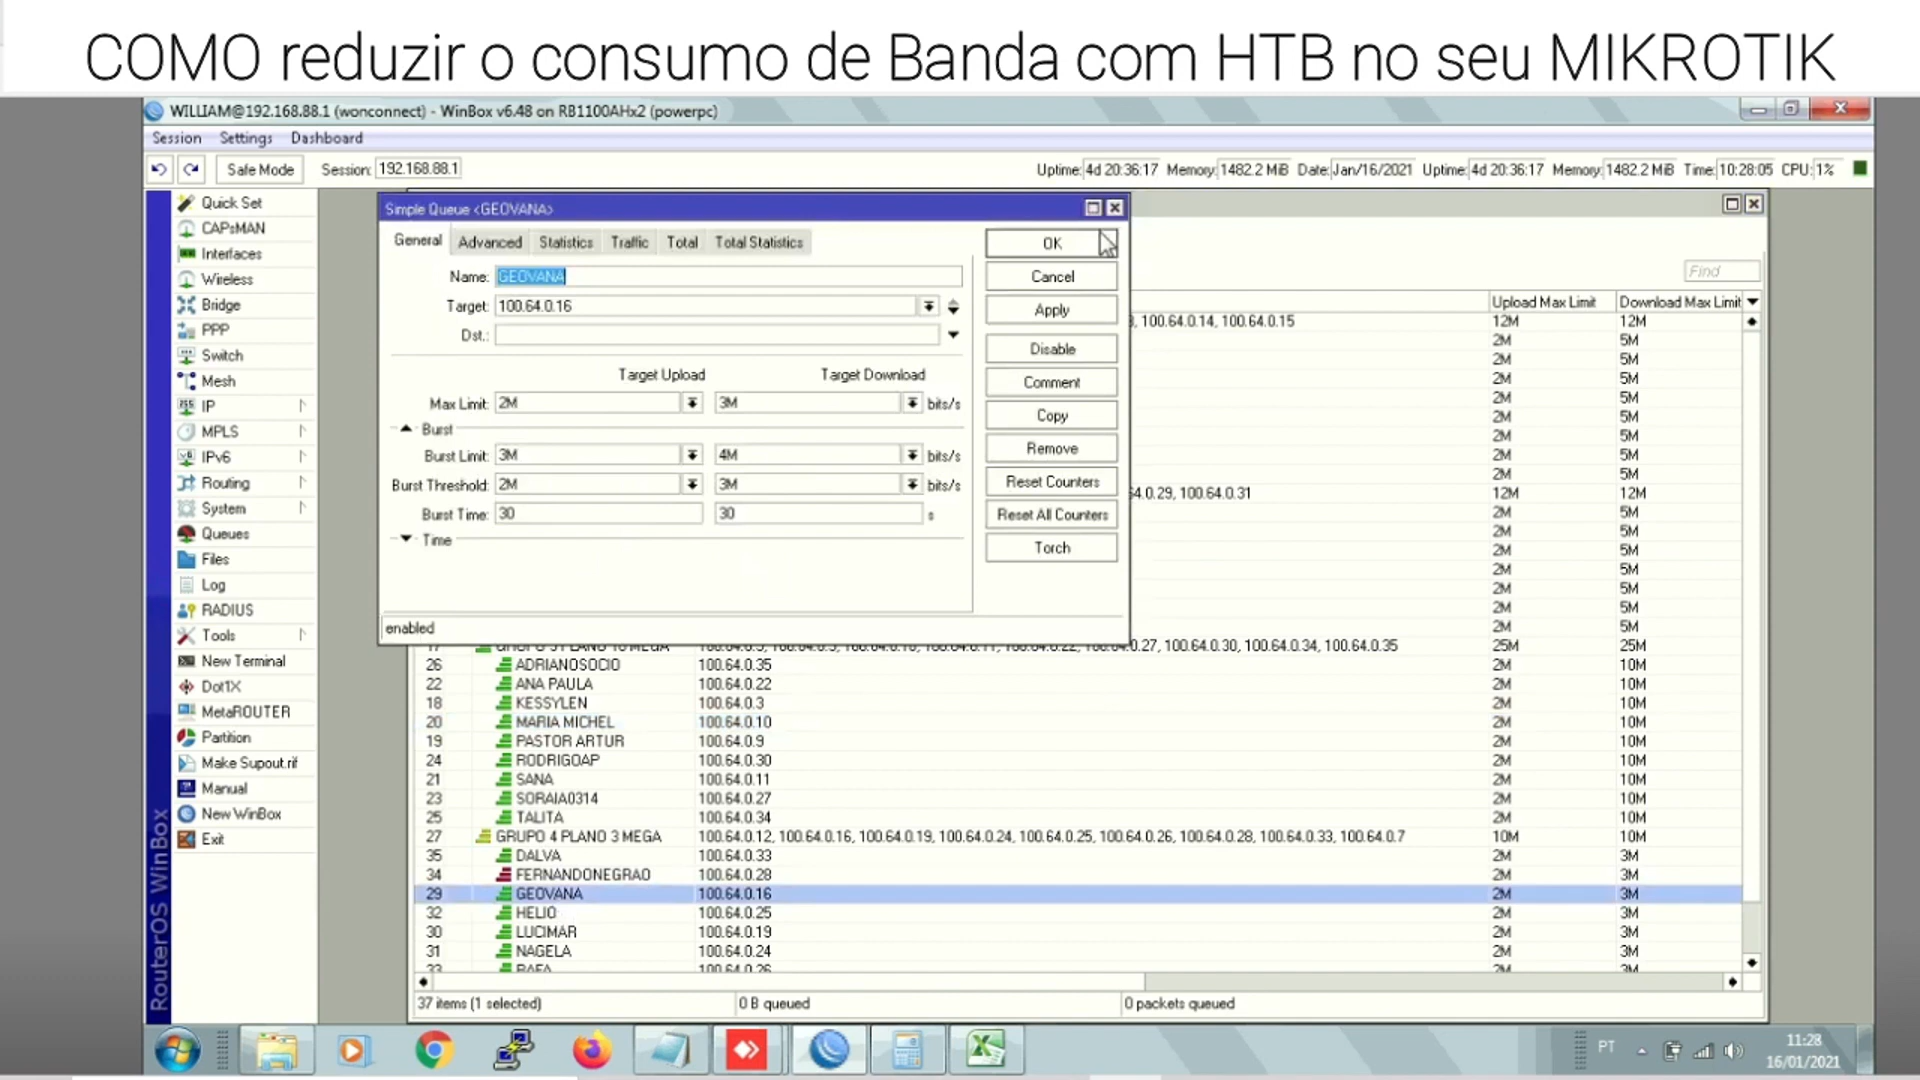 COMO reduzir o consumo de Banda com HTB no seu MIKROTIK
WILLIAM@192.168.88.1 (wonconnect) - WinBox v6.48 on RB1100AHx2 (powerpc)
Session Settings Dashboard
Safe Mode Session: 192.168.88.1 Uptime: 4d 20:36:17 Memory: 1482.2 MiB Date: Jan/16/2021 Uptime: 4d 20:36:17 Memory: 1482.2 MiB Time: 10:28:05 CPU: 1%
Quick Set
CAPsMAN
Interfaces
Wireless
Bridge
PPP
Switch
Mesh
IP
MPLS
IPv6
Routing
System
Queues
Files
Log
RADIUS
Tools
New Terminal
Dot1X
MetaROUTER
Partition
Make Supout.rif
Manual
New WinBox
Exit
RouterOS WinBox
Simple Queue <GEOVANA>
General Advanced Statistics Traffic Total Total Statistics
Name: GEOVANA
Target: 100.64.0.16
Dst.:
Target Upload Target Download
Max Limit: 2M 3M bits/s
Burst
Burst Limit: 3M 4M bits/s
Burst Threshold: 2M 3M bits/s
Burst Time: 30 30 s
Time
enabled
OK
Cancel
Apply
Disable
Comment
Copy
Remove
Reset Counters
Reset All Counters
Torch
Find
Upload Max Limit Download Max Limit
, 100.64.0.14, 100.64.0.15 12M 12M
2M 5M
2M 5M
2M 5M
2M 5M
2M 5M
2M 5M
2M 5M
2M 5M
.0.29, 100.64.0.31 12M 12M
2M 5M
2M 5M
2M 5M
2M 5M
2M 5M
2M 5M
2M 5M
.0.27, 100.64.0.30, 100.64.0.34, 100.64.0.35 25M 25M
26 ADRIANOSOCIO 100.64.0.35 2M 10M
22 ANA PAULA 100.64.0.22 2M 10M
18 KESSYLEN 100.64.0.3 2M 10M
20 MARIA MICHEL 100.64.0.10 2M 10M
19 PASTOR ARTUR 100.64.0.9 2M 10M
24 RODRIGOAP 100.64.0.30 2M 10M
21 SANA 100.64.0.11 2M 10M
23 SORAIA0314 100.64.0.27 2M 10M
25 TALITA 100.64.0.34 2M 10M
27 GRUPO 4 PLANO 3 MEGA 100.64.0.12, 100.64.0.16, 100.64.0.19, 100.64.0.24, 100.64.0.25, 100.64.0.26, 100.64.0.28, 100.64.0.33, 100.64.0.7 10M 10M
35 DALVA 100.64.0.33 2M 3M
34 FERNANDONEGRAO 100.64.0.28 2M 3M
29 GEOVANA 100.64.0.16 2M 3M
32 HELIO 100.64.0.25 2M 3M
30 LUCIMAR 100.64.0.19 2M 3M
31 NAGELA 100.64.0.24 2M 3M
33 RAFA 100.64.0.26 2M 3M
37 items (1 selected) 0 B queued 0 packets queued
PT 11:28
16/01/2021